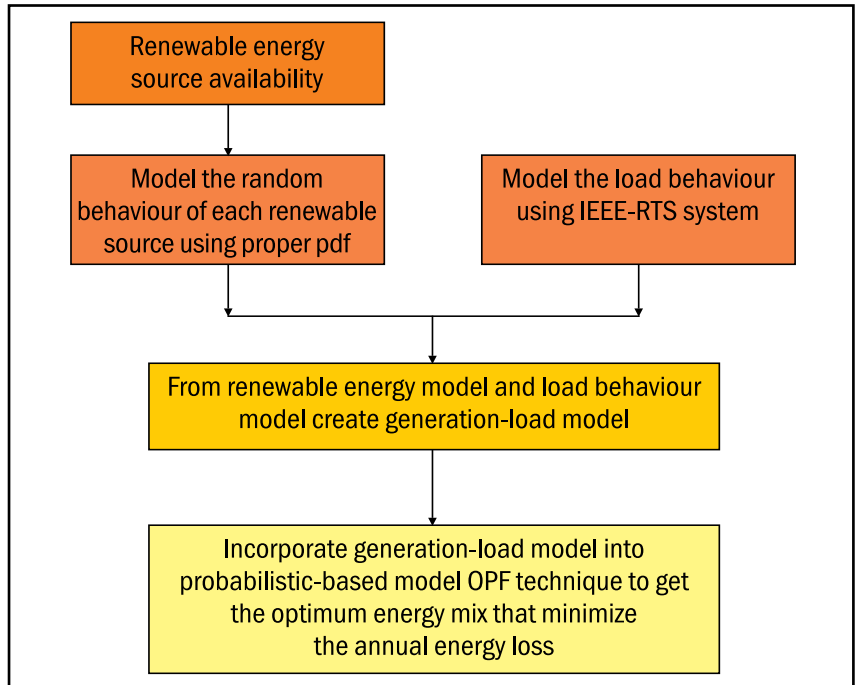 Renewable energy
source availability
Model the random
behaviour of each renewable
source using proper pdf
Model the load behaviour
using IEEE-RTS system
From renewable energy model and load behaviour
model create generation-load model
Incorporate generation-load model into
probilistic-based model OPF technique to get
the optimum energy mix that minimize
the annual energy loss